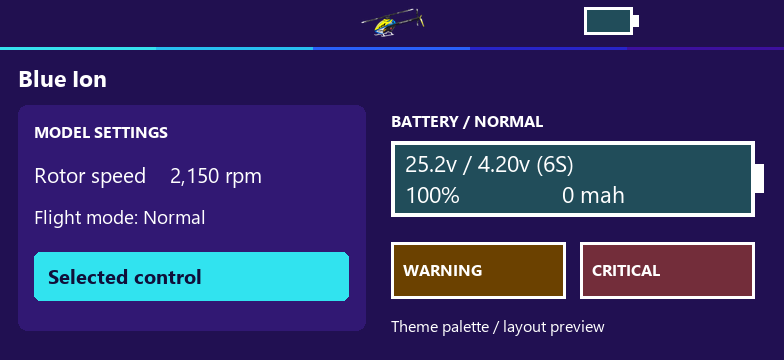 Blue Ion
MODEL SETTINGS
Rotor speed 2,150 rpm
Flight mode: Normal
Selected control
BATTERY / NORMAL
25.2v / 4.20v (6S)
100% 0 mah
WARNING
CRITICAL
Theme palette / layout preview